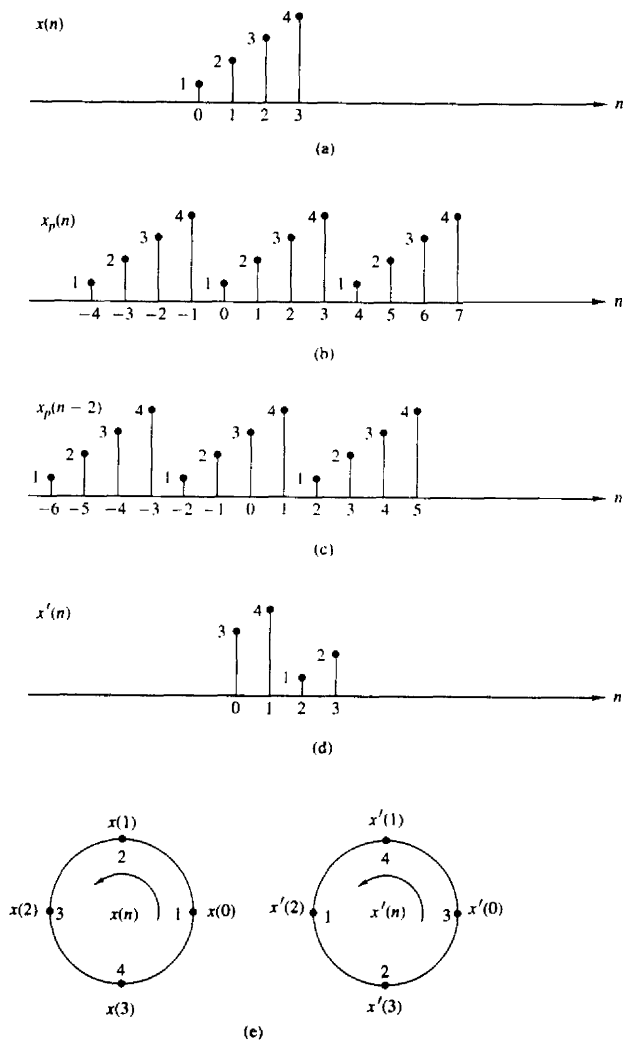 x(n)
1 2 3 4
0 1 2 3 n
(a)
x_p(n)
1 2 3 4 1 2 3 4 1 2 3 4
−4 −3 −2 −1 0 1 2 3 4 5 6 7 n
(b)
x_p(n − 2)
1 2 3 4 1 2 3 4 1 2 3 4
−6 −5 −4 −3 −2 −1 0 1 2 3 4 5 n
(c)
x′(n)
3 4 1 2
0 1 2 3 n
(d)
x(1) x′(1)
2 4
x(2) 3 x(n) 1 x(0) x′(2) 1 x′(n) 3 x′(0)
4 2
x(3) x′(3)
(e)